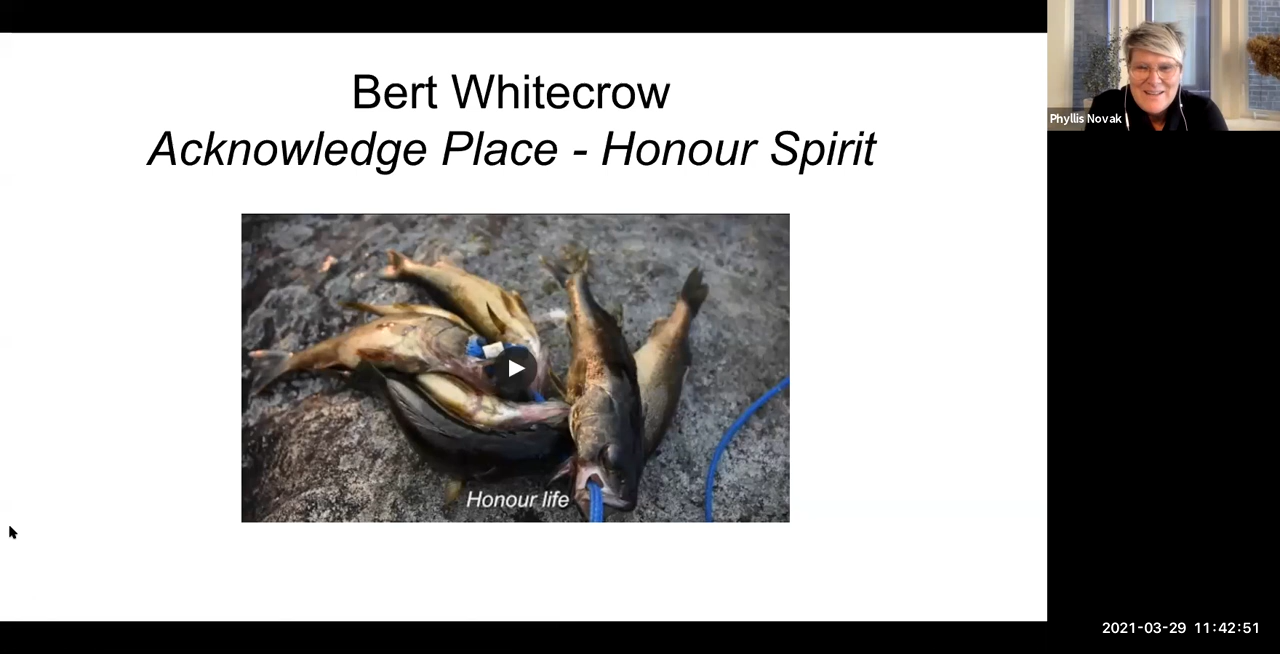 Bert Whitecrow
Acknowledge Place - Honour Spirit
Phyllis Novak
Honour life
2021-03-29 11:42:51